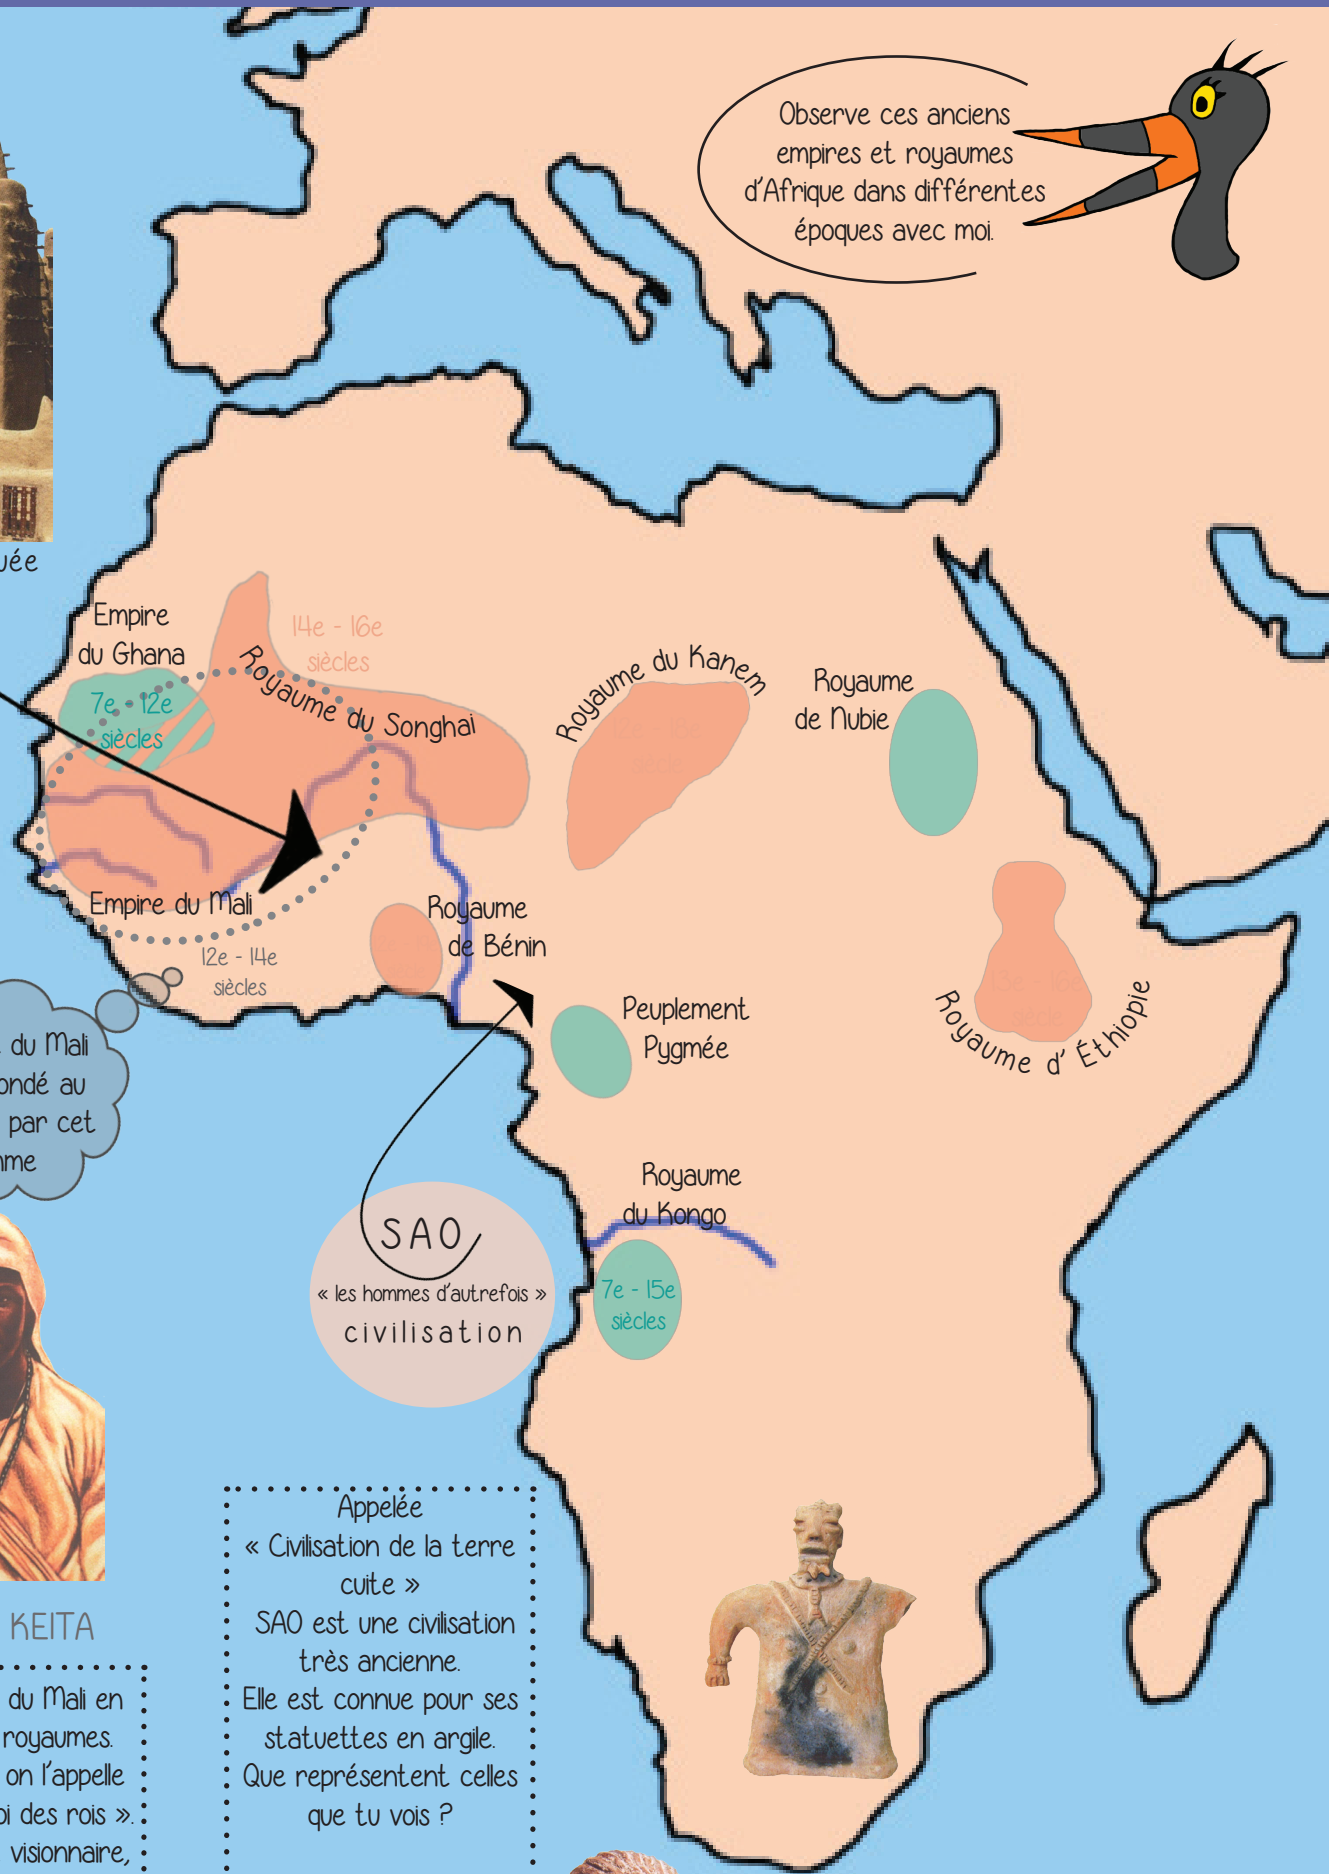 Observe ces anciens
empires et royaumes
d'Afrique dans différentes
époques avec moi.
Empire
du Ghana
7e - 12e
siècles
14e - 16e
siècles
Royaume du Songhai
Royaume du Kanem
Royaume
de Nubie
Empire du Mali
12e - 14e
siècles
Royaume
de Bénin
Peuplement
Pygmée
Royaume d' Éthiopie
13e - 16e
siècle
Royaume
du Kongo
7e - 15e
siècles
SAO
« les hommes d'autrefois »
civilisation
du Mali
par cet
KEITA
du Mali en
royaumes.
on l'appelle
des rois ».
visionnaire,
Appelée
« Civilisation de la terre
cuite »
SAO est une civilisation
très ancienne.
Elle est connue pour ses
statuettes en argile.
Que représentent celles
que tu vois ?